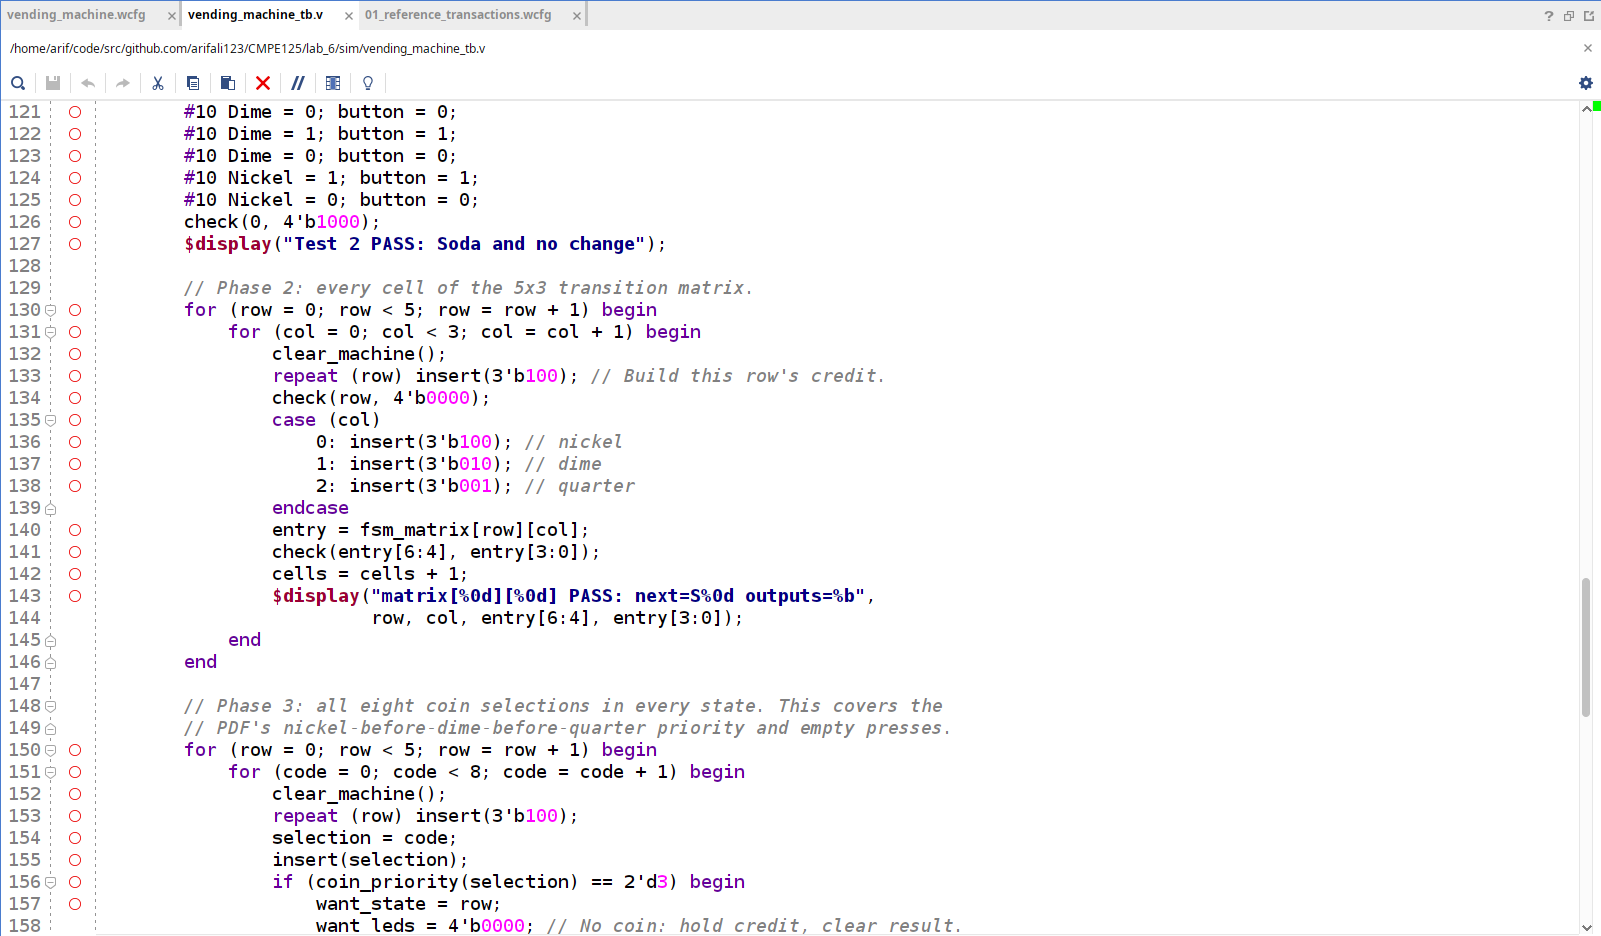 vending_machine.wcfg × vending_machine_tb.v × 01_reference_transactions.wcfg × ?
/home/arif/code/src/github.com/arifali123/CMPE125/lab_6/sim/vending_machine_tb.v ×
121 #10 Dime = 0; button = 0;
122 #10 Dime = 1; button = 1;
123 #10 Dime = 0; button = 0;
124 #10 Nickel = 1; button = 1;
125 #10 Nickel = 0; button = 0;
126 check(0, 4'b1000);
127 $display("Test 2 PASS: Soda and no change");
128
129 // Phase 2: every cell of the 5x3 transition matrix.
130 for (row = 0; row < 5; row = row + 1) begin
131 for (col = 0; col < 3; col = col + 1) begin
132 clear_machine();
133 repeat (row) insert(3'b100); // Build this row's credit.
134 check(row, 4'b0000);
135 case (col)
136 0: insert(3'b100); // nickel
137 1: insert(3'b010); // dime
138 2: insert(3'b001); // quarter
139 endcase
140 entry = fsm_matrix[row][col];
141 check(entry[6:4], entry[3:0]);
142 cells = cells + 1;
143 $display("matrix[%0d][%0d] PASS: next=S%0d outputs=%b",
144 row, col, entry[6:4], entry[3:0]);
145 end
146 end
147
148 // Phase 3: all eight coin selections in every state. This covers the
149 // PDF's nickel-before-dime-before-quarter priority and empty presses.
150 for (row = 0; row < 5; row = row + 1) begin
151 for (code = 0; code < 8; code = code + 1) begin
152 clear_machine();
153 repeat (row) insert(3'b100);
154 selection = code;
155 insert(selection);
156 if (coin_priority(selection) == 2'd3) begin
157 want_state = row;
158 want_leds = 4'b0000; // No coin: hold credit, clear result.